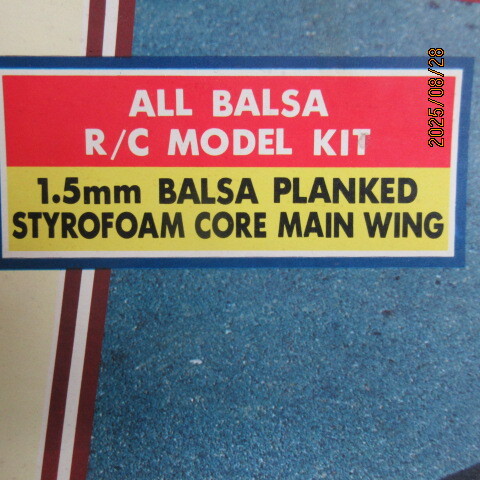 ALL BALSA
R/C MODEL KIT
1.5mm BALSA PLANKED
STYROFOAM CORE MAIN WING
2025/08/28